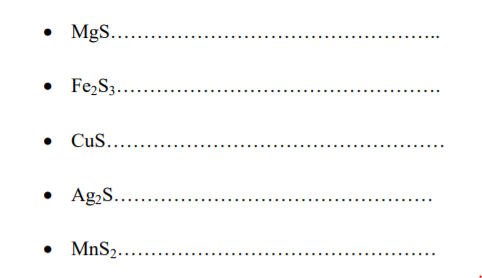 • MgS……………………………………………..
• Fe₂S₃………………………………………….
• CuS……………………………………………
• Ag₂S…………………………………………
• MnS₂…………………………………………